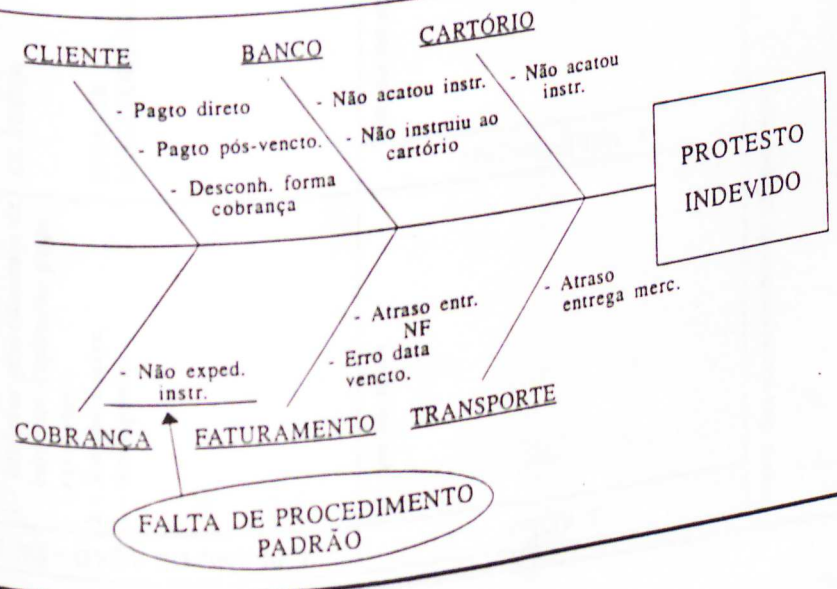 CLIENTE
- Pagto direto
- Pagto pós-vencto.
- Desconh. forma
cobrança
BANCO
- Não acatou instr.
- Não instruiu ao
cartório
CARTÓRIO
- Não acatou
instr.
PROTESTO
INDEVIDO
- Não exped.
instr.
COBRANÇA
- Atraso entr.
NF
- Erro data
vencto.
FATURAMENTO
- Atraso
entrega merc.
TRANSPORTE
FALTA DE PROCEDIMENTO
PADRÃO